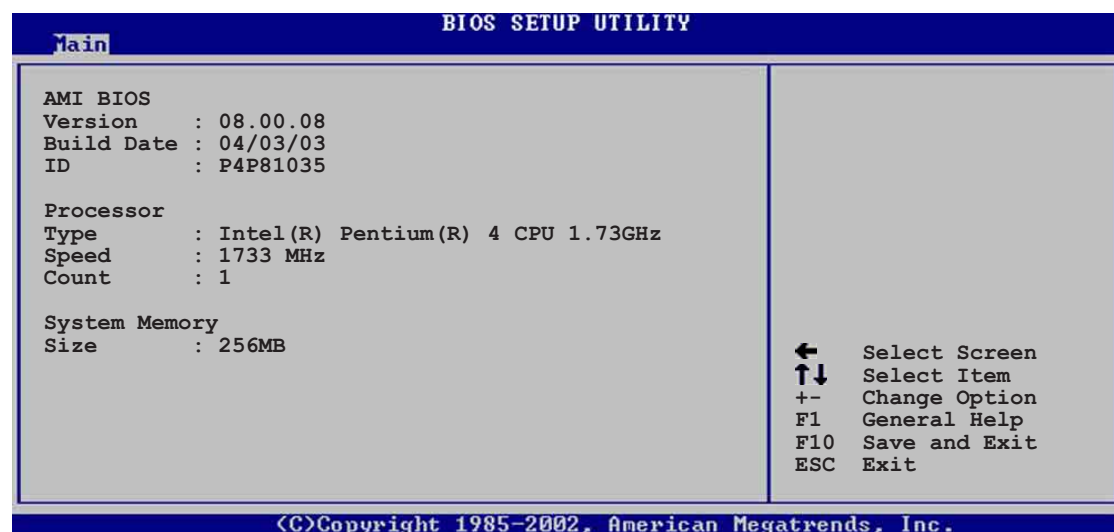 BIOS SETUP UTILITY
Main
AMI BIOS
Version : 08.00.08
Build Date : 04/03/03
ID : P4P81035
Processor
Type : Intel(R) Pentium(R) 4 CPU 1.73GHz
Speed : 1733 MHz
Count : 1
System Memory
Size : 256MB
← Select Screen
↑↓ Select Item
+- Change Option
F1 General Help
F10 Save and Exit
ESC Exit
(C)Copyright 1985-2002, American Megatrends, Inc.